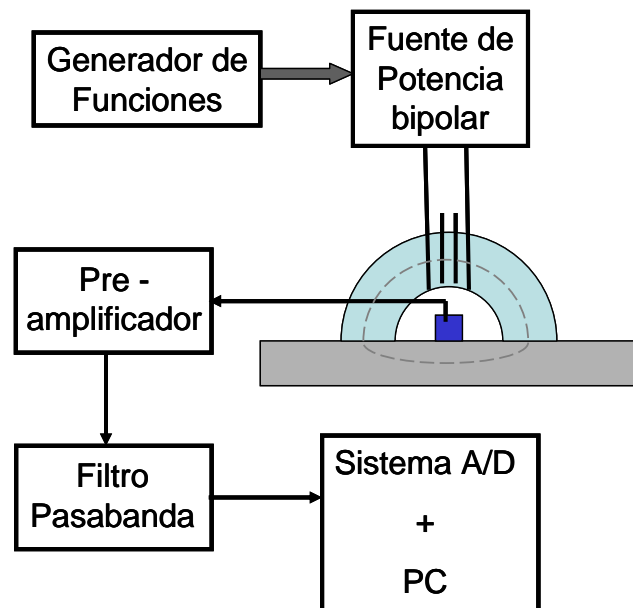 Generador de
Funciones
Fuente de
Potencia
bipolar
Pre -
amplificador
Filtro
Pasabanda
Sistema A/D
+
PC